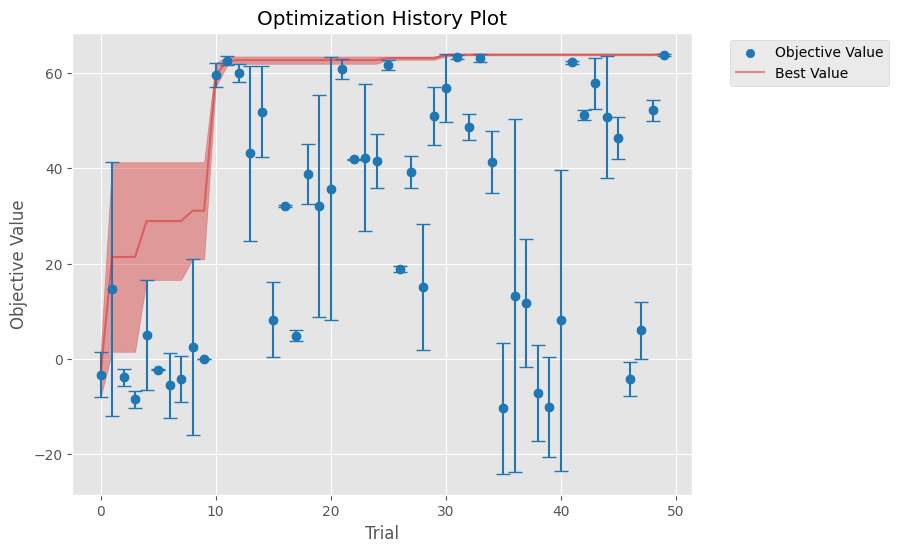 Optimization History Plot
Objective Value
Best Value
Objective Value
60
40
20
0
−20
0 10 20 30 40 50
Trial